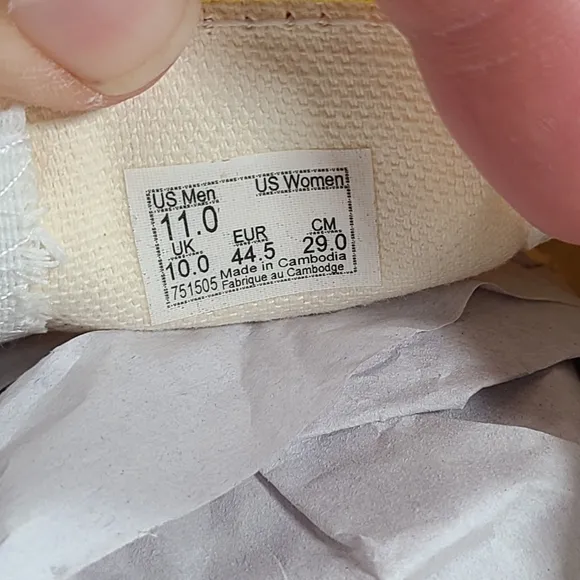 US Men US Women
11.0
UK EUR CM
10.0 44.5 29.0
751505 Made in Cambodia
Fabrique au Cambodge